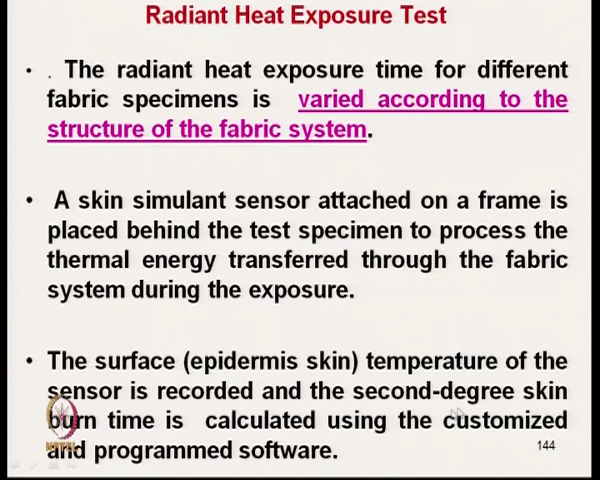 Radiant Heat Exposure Test
• . The radiant heat exposure time for different
fabric specimens is varied according to the
structure of the fabric system.
• A skin simulant sensor attached on a frame is
placed behind the test specimen to process the
thermal energy transferred through the fabric
system during the exposure.
• The surface (epidermis skin) temperature of the
sensor is recorded and the second-degree skin
burn time is calculated using the customized
and programmed software.
144
NPTEL